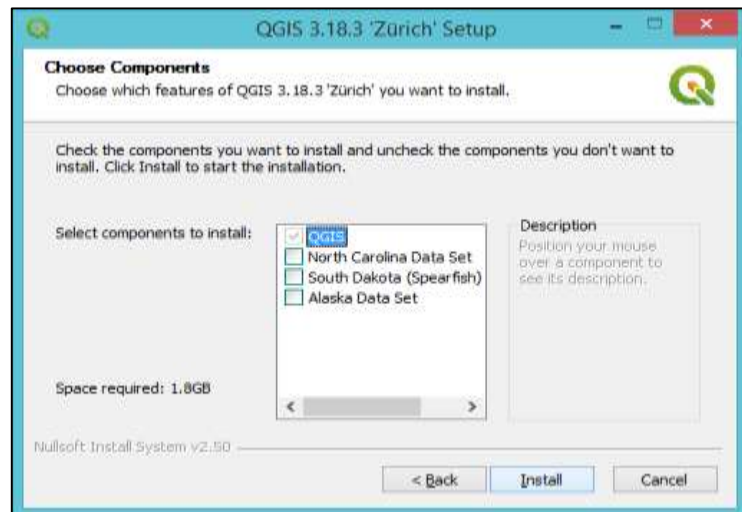 QGIS 3.18.3 'Zürich' Setup
Choose Components
Choose which features of QGIS 3.18.3 'Zürich' you want to install.
Check the components you want to install and uncheck the components you don't want to
install. Click Install to start the installation.
Select components to install:
QGIS
North Carolina Data Set
South Dakota (Spearfish)
Alaska Data Set
Description
Position your mouse
over a component to
see its description.
Space required: 1.8GB
Nullsoft Install System v2.50
< Back
Install
Cancel